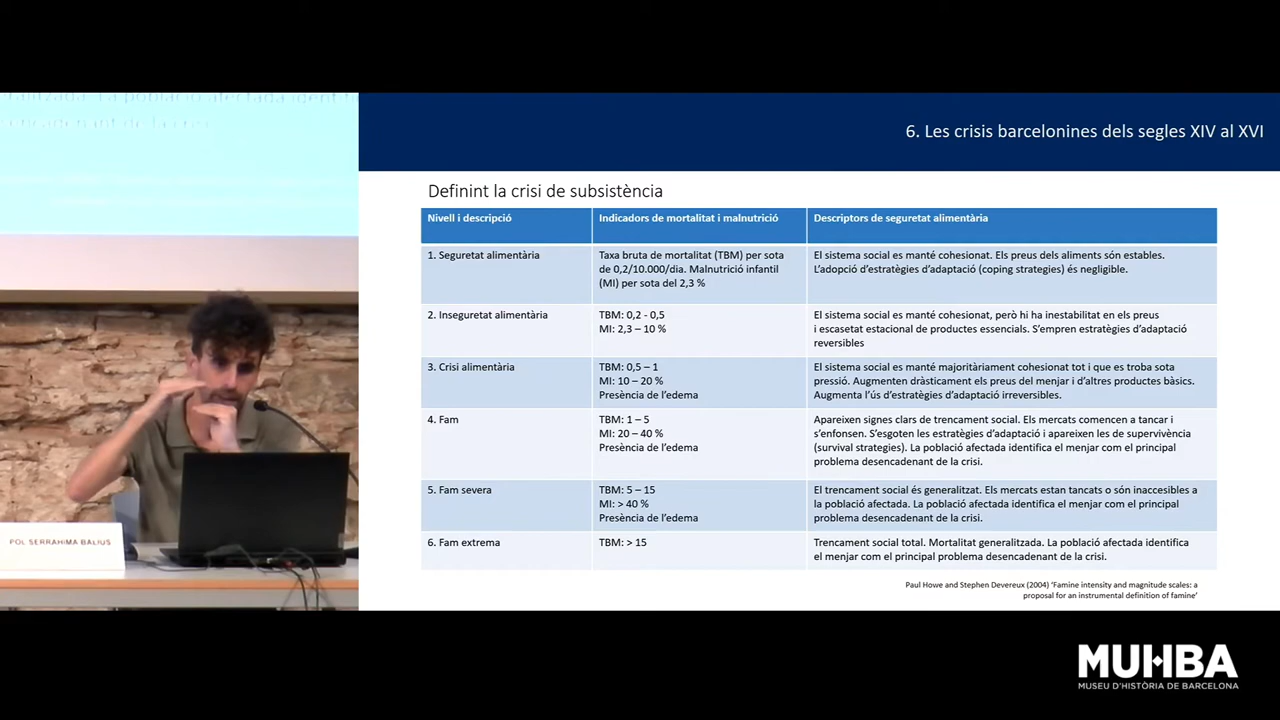 6. Les crisis barcelonines dels segles XIV al XVI
Definint la crisi de subsistència
Nivell i descripció
Indicadors de mortalitat i malnutrició
Descriptors de seguretat alimentària
1. Seguretat alimentària
Taxa bruta de mortalitat (TBM) per sota
de 0,2/10.000/dia. Malnutrició infantil
(MI) per sota del 2,3 %
El sistema social es manté cohesionat. Els preus dels aliments són estables.
L'adopció d'estratègies d'adaptació (coping strategies) és negligible.
2. Inseguretat alimentària
TBM: 0,2 - 0,5
MI: 2,3 – 10 %
El sistema social es manté cohesionat, però hi ha inestabilitat en els preus
i escasetat estacional de productes essencials. S'empren estratègies d'adaptació
reversibles
3. Crisi alimentària
TBM: 0,5 – 1
MI: 10 – 20 %
Presència de l'edema
El sistema social es manté majoritàriament cohesionat tot i que es troba sota
pressió. Augmenten dràsticament els preus del menjar i d'altres productes bàsics.
Augmenta l'ús d'estratègies d'adaptació irreversibles.
4. Fam
TBM: 1 – 5
MI: 20 – 40 %
Presència de l'edema
Apareixen signes clars de trencament social. Els mercats comencen a tancar i
s'enfonsen. S'esgoten les estratègies d'adaptació i apareixen les de supervivència
(survival strategies). La població afectada identifica el menjar com el principal
problema desencadenant de la crisi.
5. Fam severa
TBM: 5 – 15
MI: > 40 %
Presència de l'edema
El trencament social és generalitzat. Els mercats estan tancats o són inaccesibles a
la població afectada. La població afectada identifica el menjar com el principal
problema desencadenant de la crisi.
6. Fam extrema
TBM: > 15
Trencament social total. Mortalitat generalitzada. La població afectada identifica
el menjar com el principal problema desencadenant de la crisi.
Paul Howe and Stephen Devereux (2004) 'Famine intensity and magnitude scales: a
proposal for an instrumental definition of famine'
POL SERRAHIMA BALIUS
MUHBA
MUSEU D'HISTÒRIA DE BARCELONA